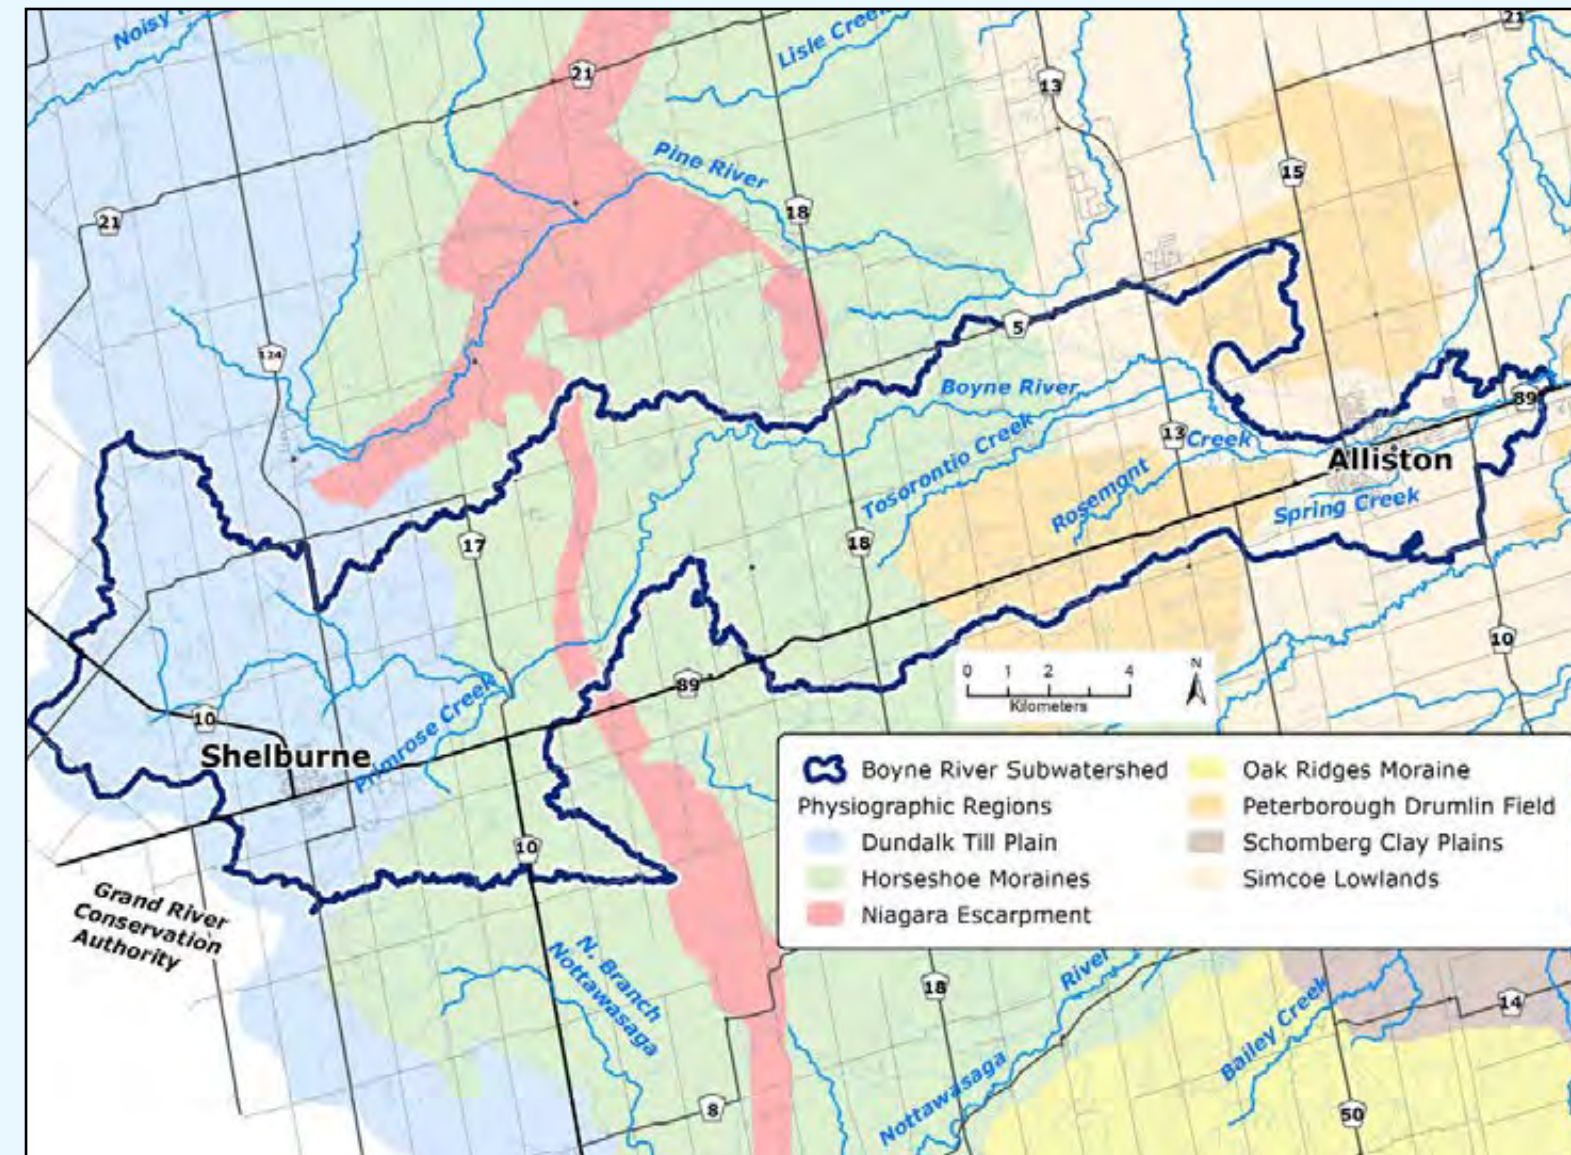 Noisy
Lisle Creek
21
21
13
Pine River
15
18
21
5
124
Boyne River
89
13
Creek
Tosorontio Creek
Alliston
Rosemont
Spring Creek
17
18
10
0 1 2 4
Kilometers
N
89
10
Primrose Creek
Shelburne
10
Boyne River Subwatershed
Physiographic Regions
Dundalk Till Plain
Horseshoe Moraines
Niagara Escarpment
Oak Ridges Moraine
Peterborough Drumlin Field
Schomberg Clay Plains
Simcoe Lowlands
Grand River
Conservation
Authority
N. Branch
Nottawasaga
18
River
14
Bailey Creek
Nottawasaga
8
50